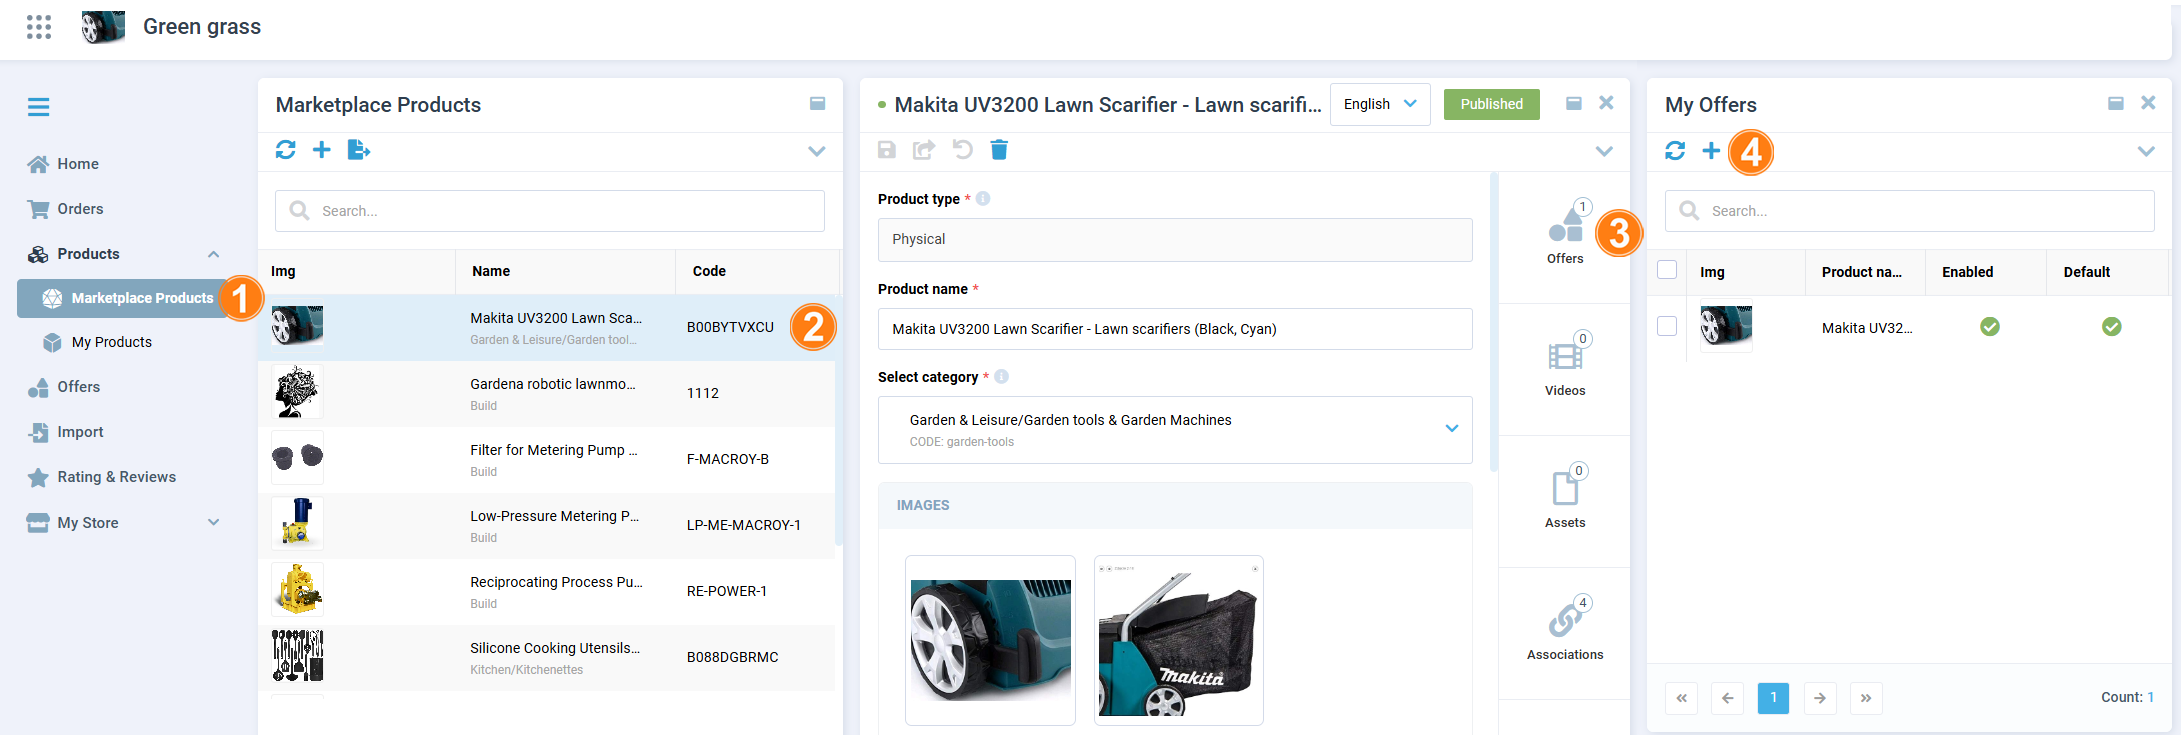 Green grass
Home
Orders
Products
Marketplace Products
1
My Products
Offers
Import
Rating & Reviews
My Store
Marketplace Products
Search...
Img Name Code
Makita UV3200 Lawn Sca...
Garden & Leisure/Garden tool...
B00BYTVXCU
2
Gardena robotic lawnmo...
Build
1112
Filter for Metering Pump ...
Build
F-MACROY-B
Low-Pressure Metering P...
Build
LP-ME-MACROY-1
Reciprocating Process Pu...
Build
RE-POWER-1
Silicone Cooking Utensils...
Kitchen/Kitchenettes
B088DGBRMC
Makita UV3200 Lawn Scarifier - Lawn scarifi...
English
Published
Product type *
Physical
Product name *
Makita UV3200 Lawn Scarifier - Lawn scarifiers (Black, Cyan)
Select category *
Garden & Leisure/Garden tools & Garden Machines
CODE: garden-tools
IMAGES
makita
1
Offers
3
0
Videos
0
Assets
4
Associations
My Offers
4
Search...
Img Product na... Enabled Default
Makita UV32...
1
Count: 1